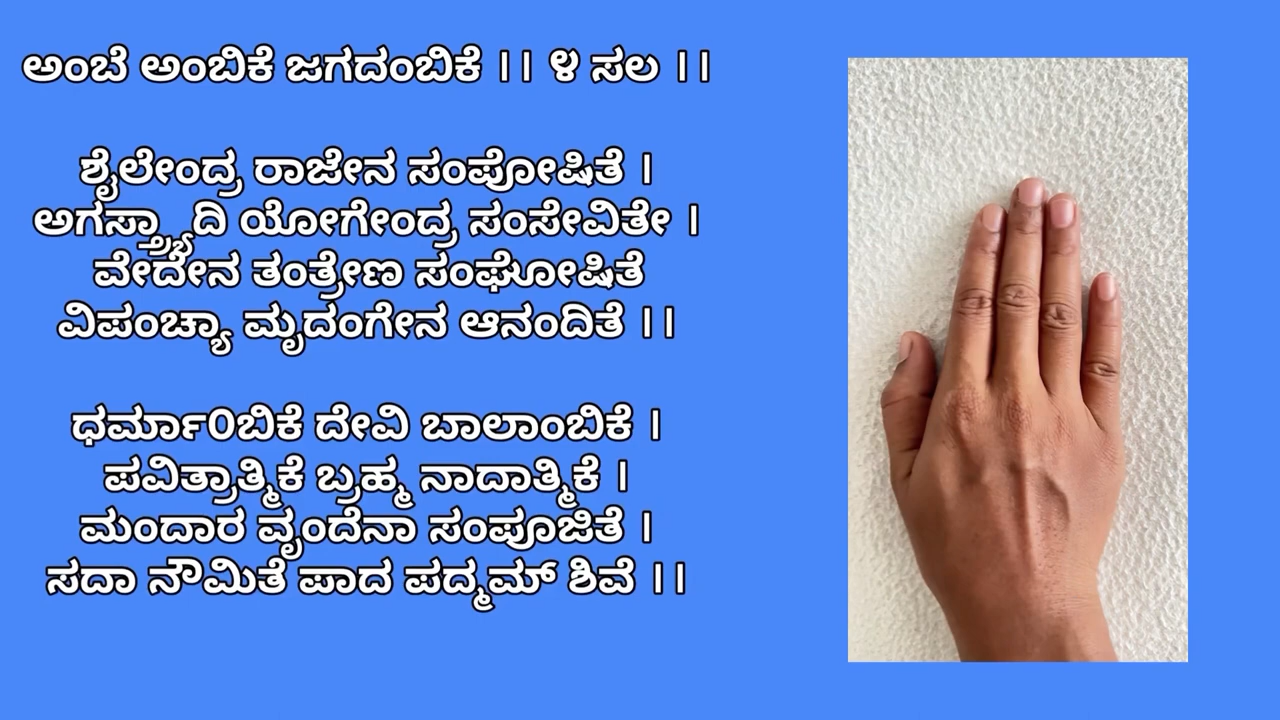 ಅಂಬೆ ಅಂಬಿಕೆ ಜಗದಂಬಿಕೆ ।। ೪ ಸಲ ।।
ಶೈಲೇಂದ್ರ ರಾಜೇನ ಸಂಪೋಷಿತೆ ।
ಅಗಸ್ತ್ರ್ಯಾದಿ ಯೋಗೇಂದ್ರ ಸಂಸೇವಿತೇ ।
ವೇದೇನ ತಂತ್ರೇಣ ಸಂಘೋಷಿತೆ
ವಿಪಂಚ್ಯಾ ಮೃದಂಗೇನ ಆನಂದಿತೆ ।।
ಧರ್ಮಾ೦ಬಿಕೆ ದೇವಿ ಬಾಲಾಂಬಿಕೆ ।
ಪವಿತ್ರಾತ್ಮಿಕೆ ಬ್ರಹ್ಮ ನಾದಾತ್ಮಿಕೆ ।
ಮಂದಾರ ವೃಂದೆನಾ ಸಂಪೂಜಿತೆ ।
ಸದಾ ನೌಮಿತೆ ಪಾದ ಪದ್ಮಮ್ ಶಿವೆ ।।